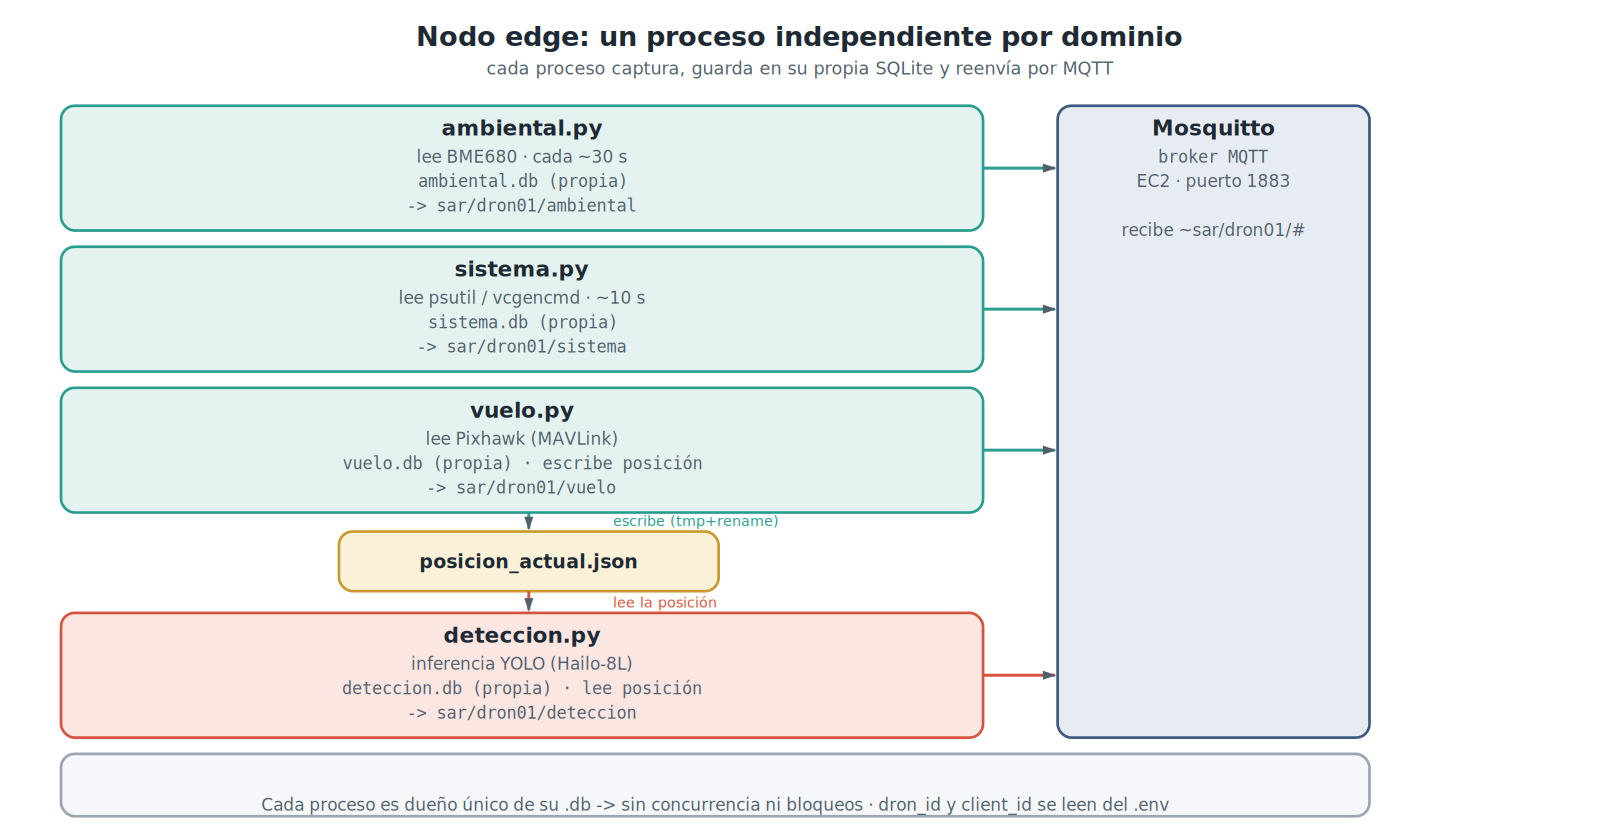 Nodo edge: un proceso independiente por dominio
cada proceso captura, guarda en su propia SQLite y reenvía por MQTT
ambiental.py
lee BME680 · cada ~30 s
ambiental.db (propia)
-> sar/dron01/ambiental
Mosquitto
broker MQTT
EC2 · puerto 1883
recibe ~sar/dron01/#
sistema.py
lee psutil / vcgencmd · ~10 s
sistema.db (propia)
-> sar/dron01/sistema
vuelo.py
lee Pixhawk (MAVLink)
vuelo.db (propia) · escribe posición
-> sar/dron01/vuelo
escribe (tmp+rename)
posicion_actual.json
lee la posición
deteccion.py
inferencia YOLO (Hailo-8L)
deteccion.db (propia) · lee posición
-> sar/dron01/deteccion
Cada proceso es dueño único de su .db -> sin concurrencia ni bloqueos · dron_id y client_id se leen del .env